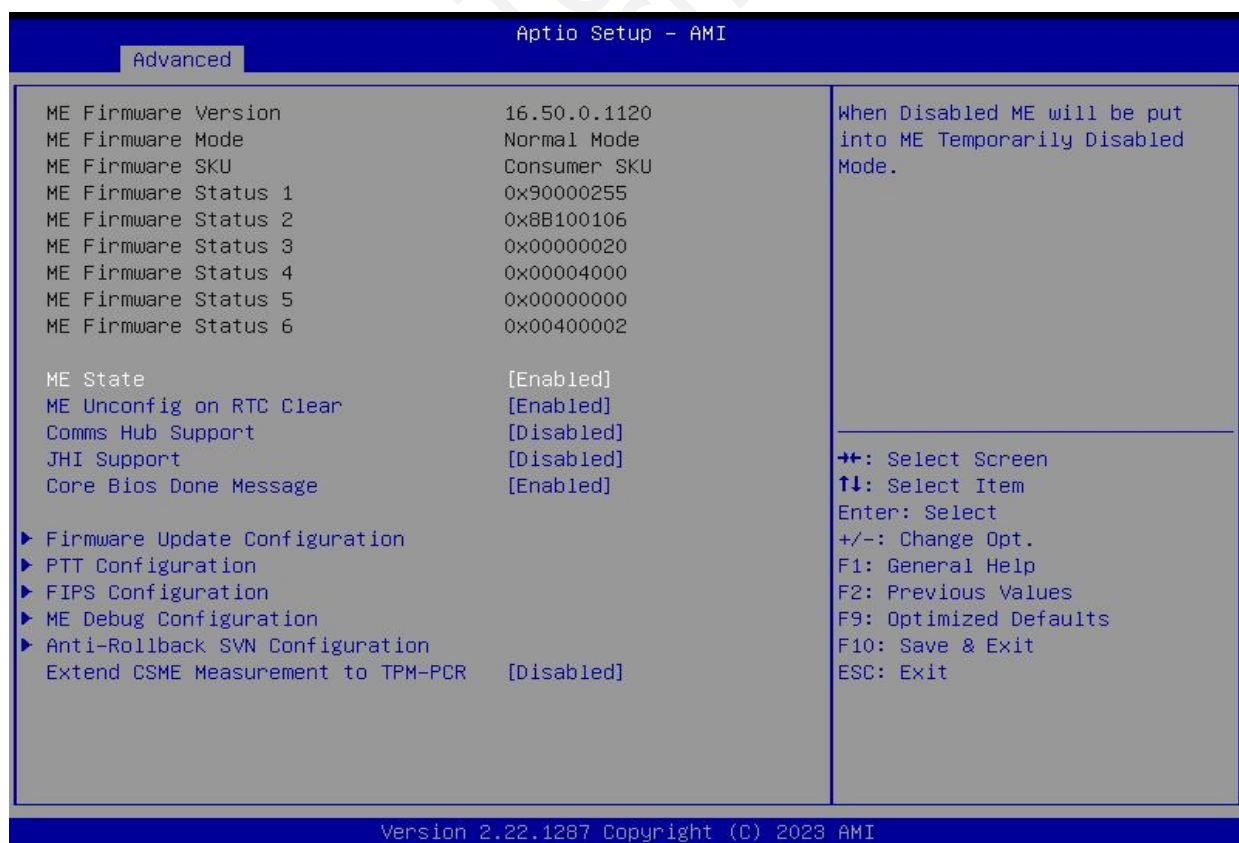 Aptio Setup - AMI
Advanced
ME Firmware Version 16.50.0.1120
ME Firmware Mode Normal Mode
ME Firmware SKU Consumer SKU
ME Firmware Status 1 0x90000255
ME Firmware Status 2 0x8B100106
ME Firmware Status 3 0x00000020
ME Firmware Status 4 0x00004000
ME Firmware Status 5 0x00000000
ME Firmware Status 6 0x00400002
ME State [Enabled]
ME Unconfig on RTC Clear [Enabled]
Comms Hub Support [Disabled]
JHI Support [Disabled]
Core Bios Done Message [Enabled]
Firmware Update Configuration
PTT Configuration
FIPS Configuration
ME Debug Configuration
Anti-Rollback SVN Configuration
Extend CSME Measurement to TPM-PCR [Disabled]
When Disabled ME will be put
into ME Temporarily Disabled
Mode.
→←: Select Screen
↑↓: Select Item
Enter: Select
+/-: Change Opt.
F1: General Help
F2: Previous Values
F9: Optimized Defaults
F10: Save & Exit
ESC: Exit
Version 2.22.1287 Copyright (C) 2023 AMI